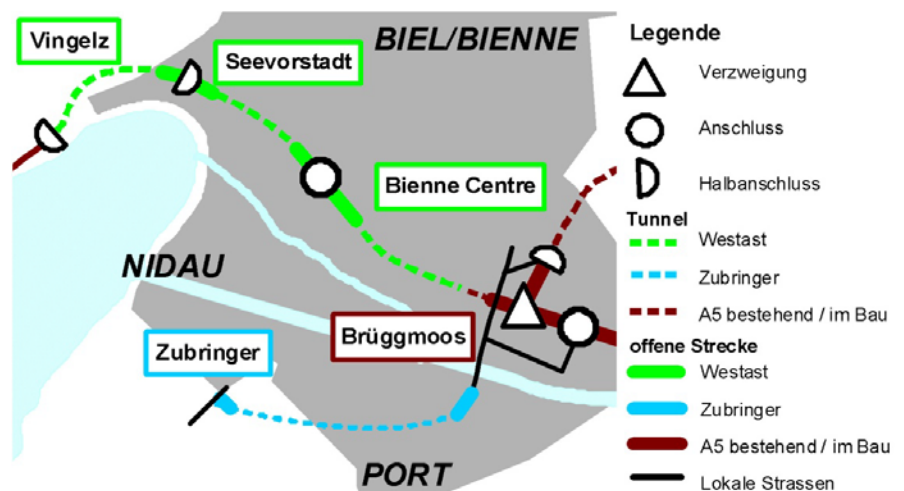 Vingelz
BIEL/BIENNE
Seevorstadt
Bienne Centre
NIDAU
Brüggmoos
Zubringer
PORT
Legende
Verzweigung
Anschluss
Halbanschluss
Tunnel
Westast
Zubringer
A5 bestehend / im Bau
offene Strecke
Westast
Zubringer
A5 bestehend / im Bau
Lokale Strassen